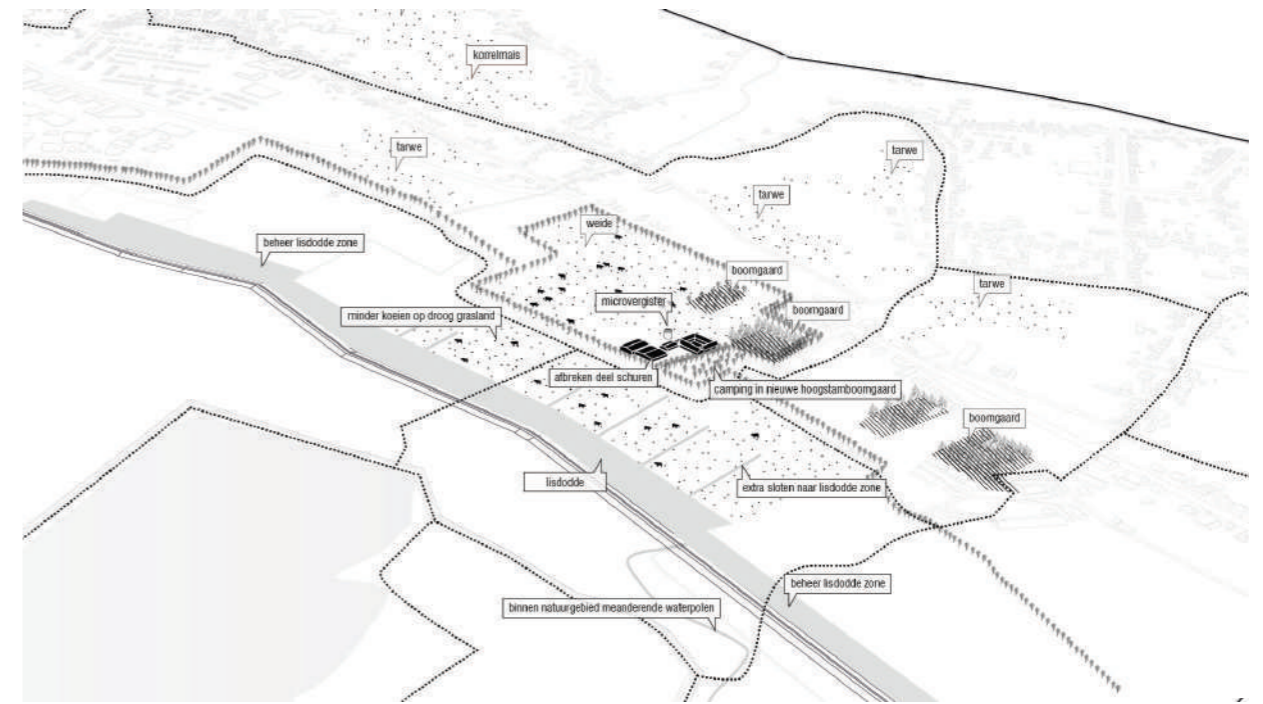 korrelmais
tarwe
tarwe
tarwe
weide
beheer lisdodde zone
boomgaard
tarwe
microvergister
boomgaard
minder koeien op droog grasland
afbreken deel schuren
camping in nieuwe hoogstamboomgaard
boomgaard
lisdodde
extra sloten naar lisdodde zone
beheer lisdodde zone
binnen natuurgebied meanderende waterpolen